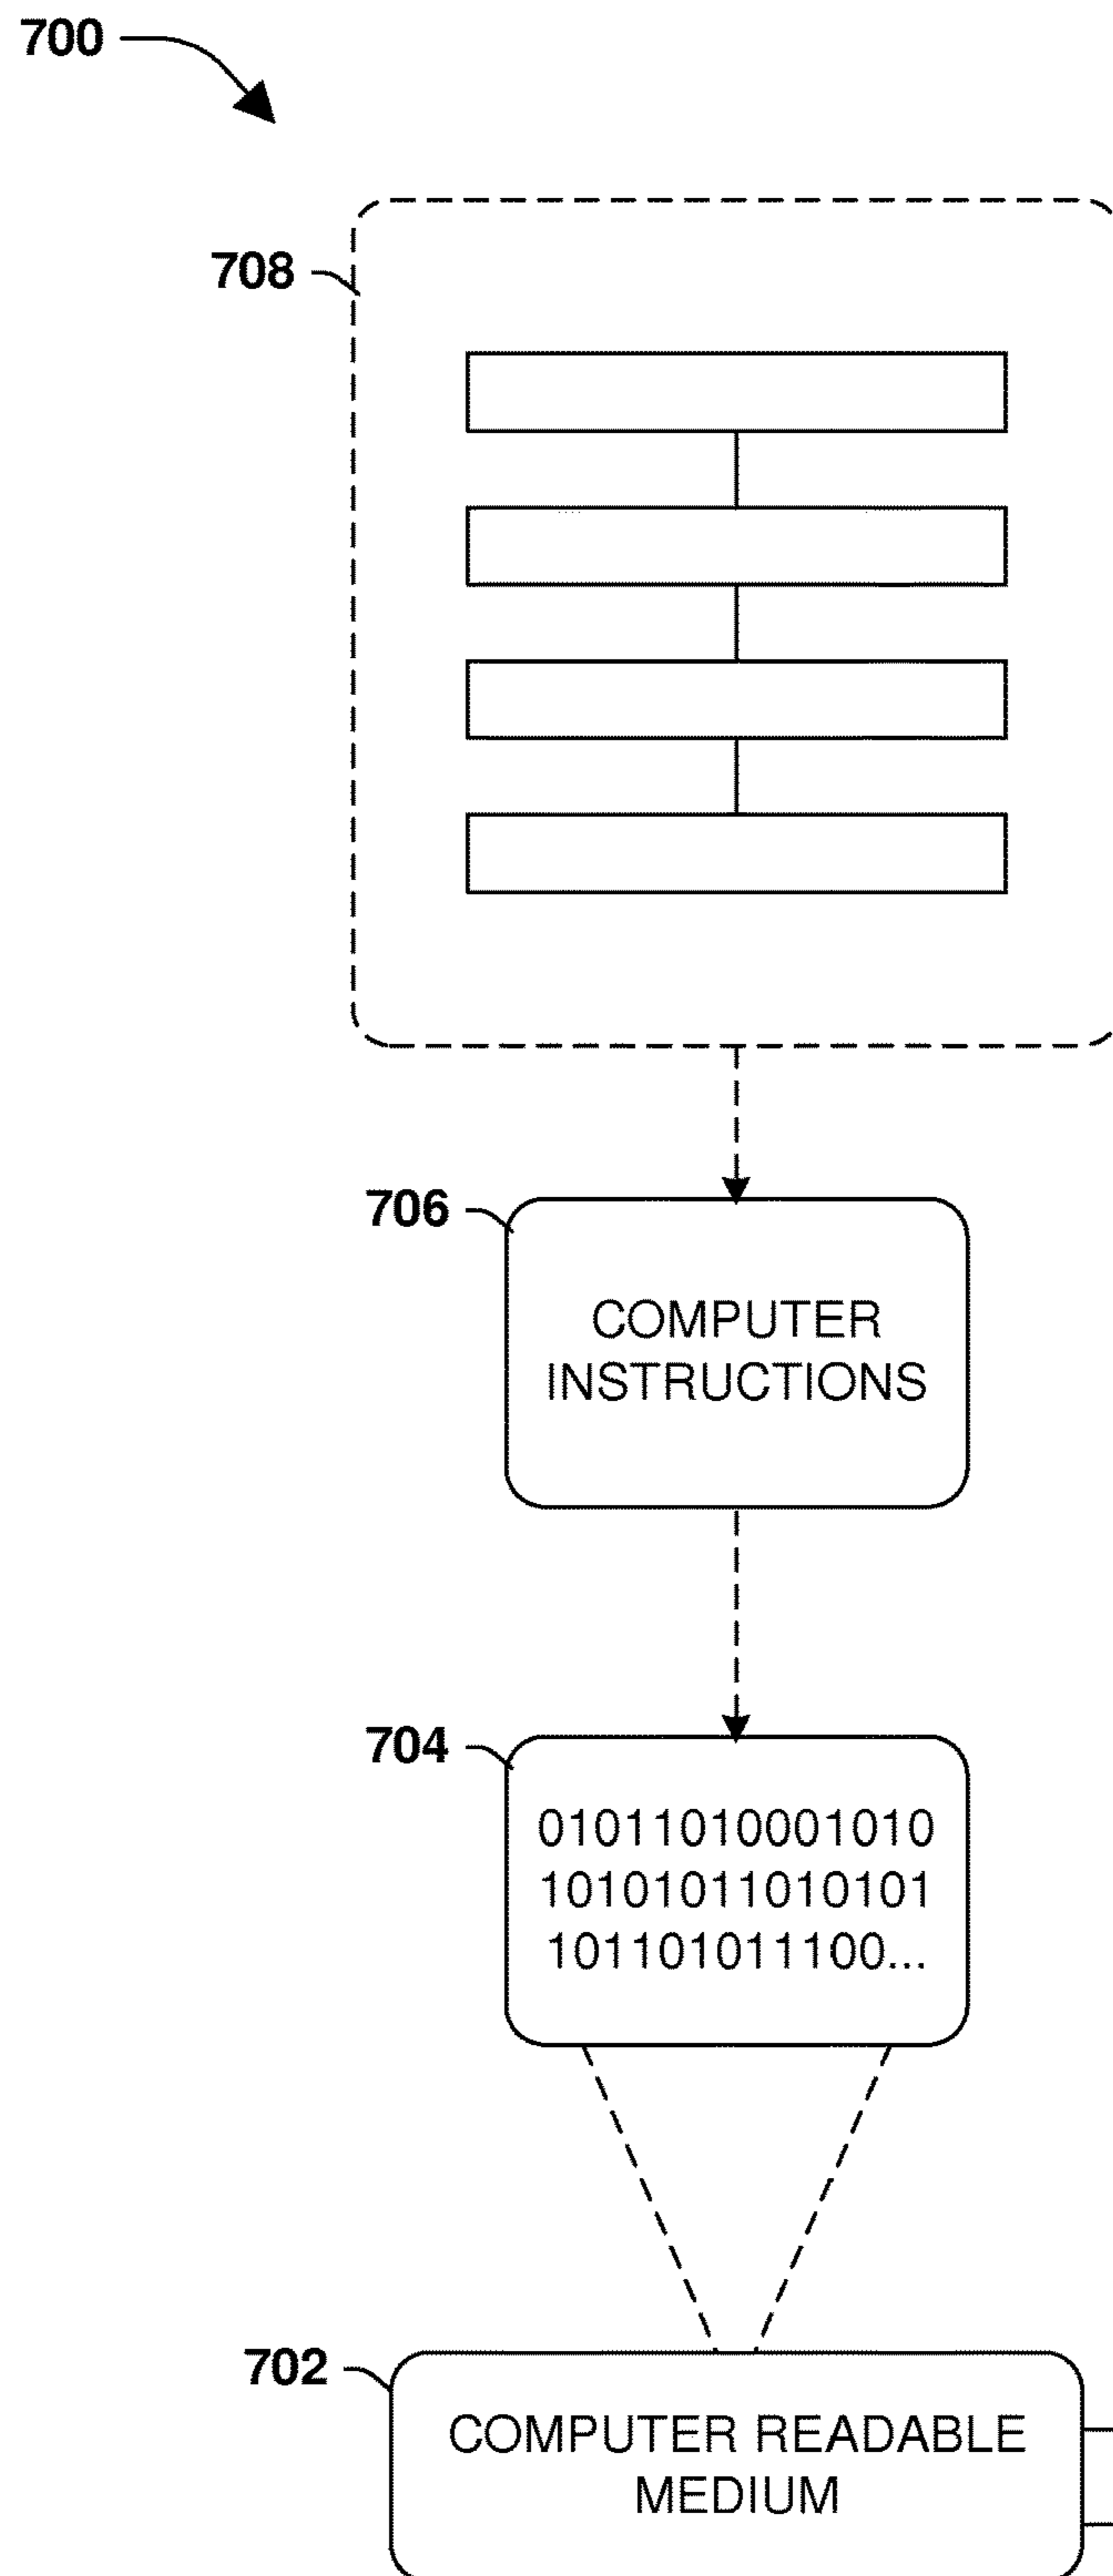 700
708
706
COMPUTER
INSTRUCTIONS
704
01011010001010
10101011010101
101101011100...
702
COMPUTER READABLE
MEDIUM